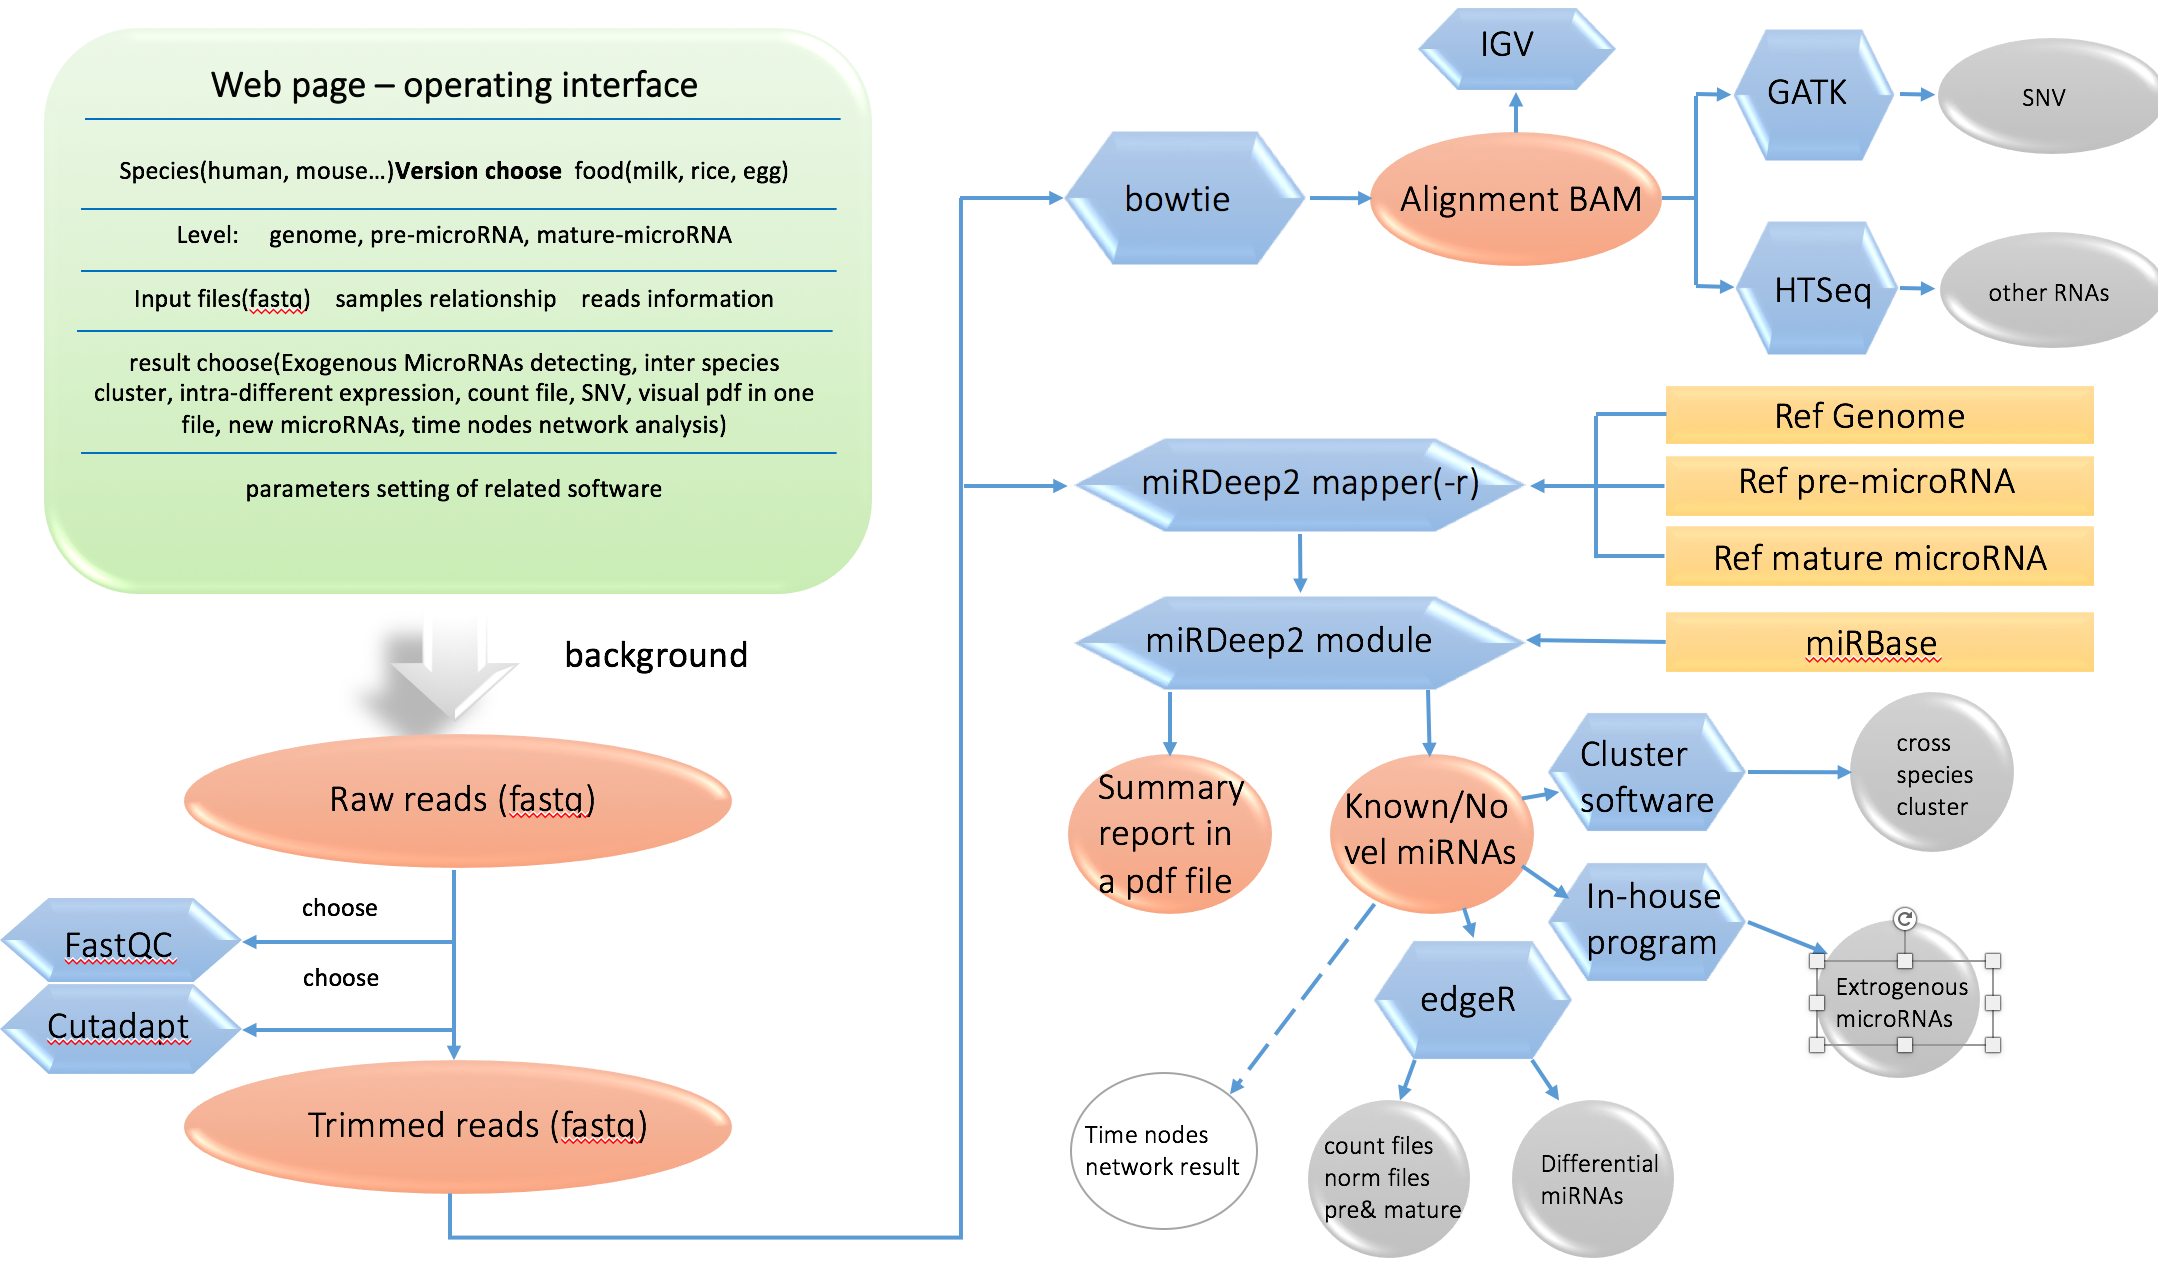 Web page – operating interface
Species(human, mouse...)Version choose food(milk, rice, egg)
Level: genome, pre-microRNA, mature-microRNA
Input files(fastq) samples relationship reads information
result choose(Exogenous MicroRNAs detecting, inter species
cluster, intra-different expression, count file, SNV, visual pdf in one
file, new microRNAs, time nodes network analysis)
parameters setting of related software
background
Raw reads (fastq)
choose
FastQC
choose
Cutadapt
Trimmed reads (fastq)
IGV
bowtie
Alignment BAM
GATK
SNV
HTSeq
other RNAs
Ref Genome
miRDeep2 mapper(-r)
Ref pre-microRNA
Ref mature microRNA
miRDeep2 module
miRBase
Summary
report in
a pdf file
Known/No
vel miRNAs
Cluster
software
cross
species
cluster
In-house
program
Extrogenous
microRNAs
edgeR
Time nodes
network result
count files
norm files
pre& mature
Differential
miRNAs